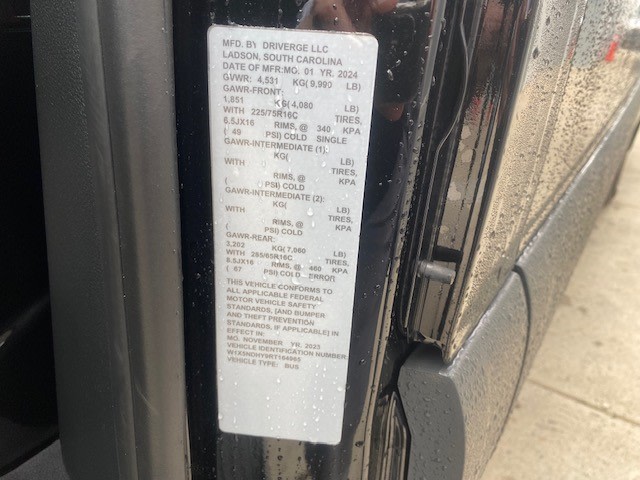 MFD. BY DRIVERGE LLC
LADSON, SOUTH CAROLINA
DATE OF MFR:MO. 01 YR. 2024
GVWR: 4,531 KG(9,990 LB)
GAWR-FRONT:
1,851 KG(4,080 LB)
WITH 225/75R16C TIRES,
6.5JX16 RIMS, @ 340 KPA
( 49 PSI) COLD SINGLE
GAWR-INTERMEDIATE (1):
KG( LB)
WITH TIRES,
RIMS, @ KPA
( PSI) COLD
GAWR-INTERMEDIATE (2):
KG( LB)
WITH TIRES,
RIMS, @ KPA
( PSI) COLD
GAWR-REAR:
3,202 KG(7,060 LB)
WITH 285/65R16C TIRES,
8.5JX16 RIMS, @ 460 KPA
( 67 PSI) COLD ERROR!
THIS VEHICLE CONFORMS TO
ALL APPLICABLE FEDERAL
MOTOR VEHICLE SAFETY
STANDARDS, [AND BUMPER
AND THEFT PREVENTION
STANDARDS, IF APPLICABLE] IN
EFFECT IN:
MO. NOVEMBER YR. 2023
VEHICLE IDENTIFICATION NUMBER:
VEHICLE TYPE: BUS